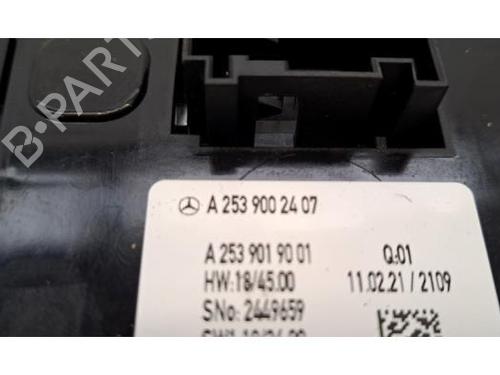 B-PARTS
A 253 900 24 07
A 253 901 90 01 Q:01
HW:18/45.00 11.02.21 / 2109
SNo: 2449659